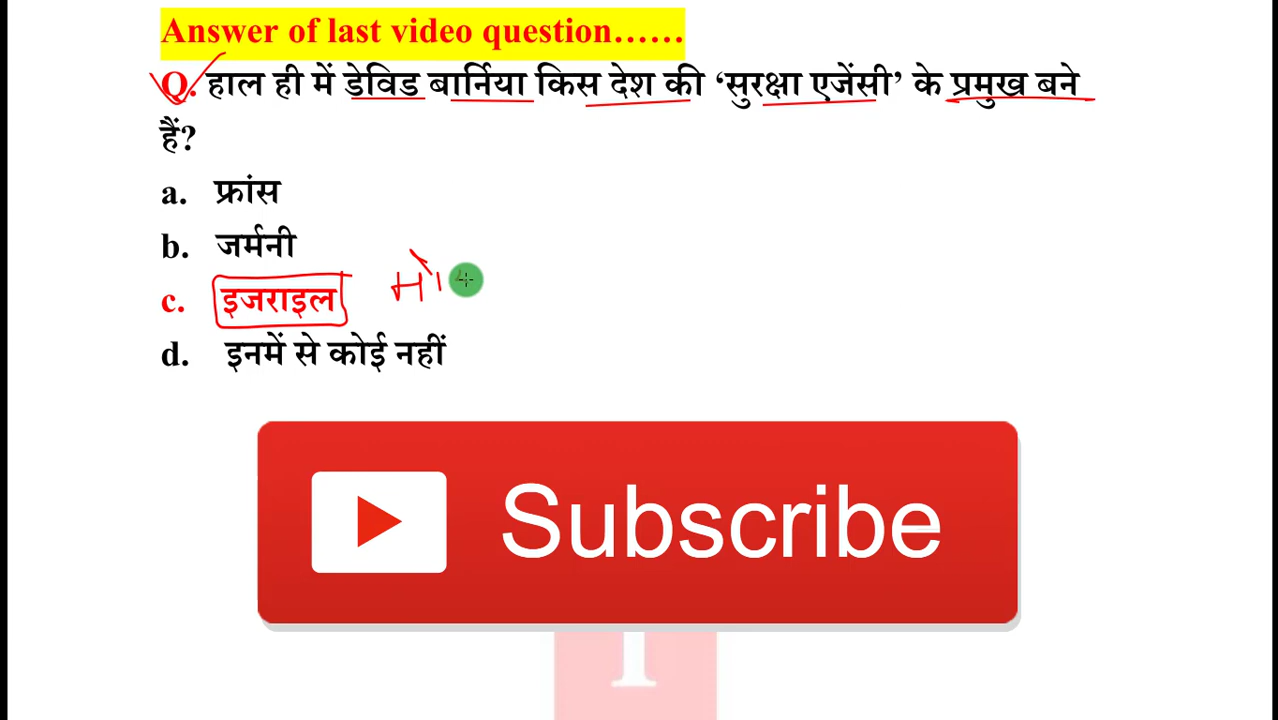 Answer of last video question......
Q. हाल ही में डेविड बार्निया किस देश की ‘सुरक्षा एजेंसी’ के प्रमुख बने
हैं?
a. फ्रांस
b. जर्मनी
c. इजराइल मो
d. इनमें से कोई नहीं
Subscribe